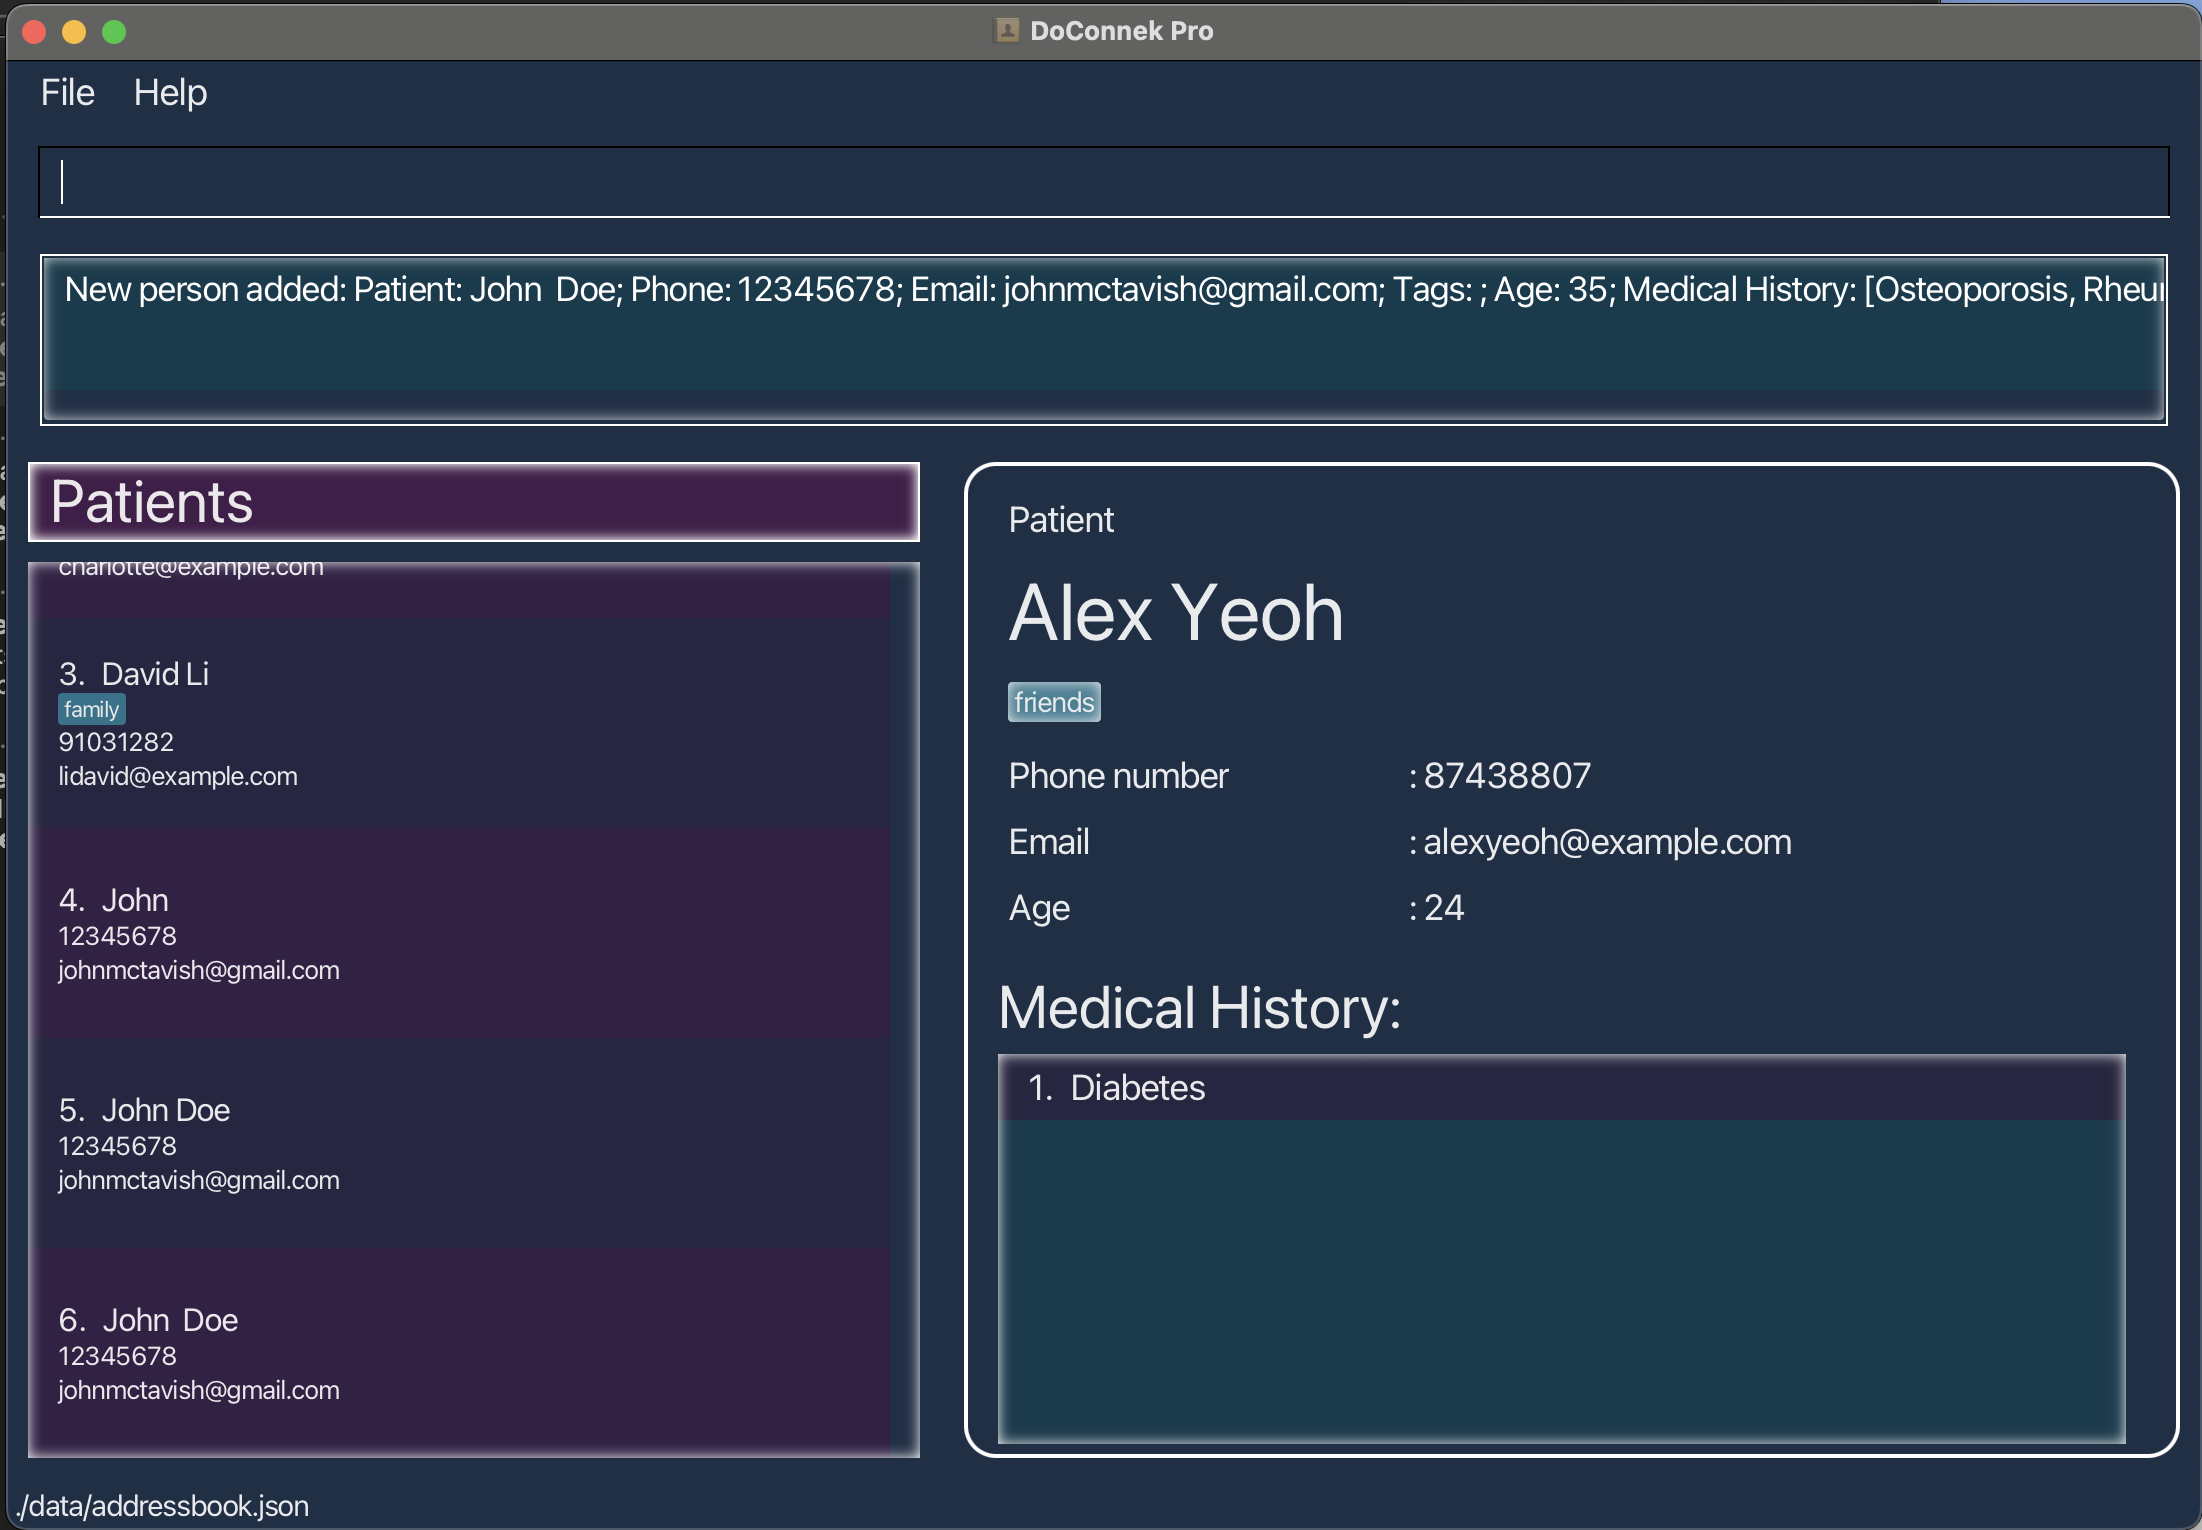 DoConnek Pro
File Help
New person added: Patient: John  Doe; Phone: 12345678; Email: johnmctavish@gmail.com; Tags: ; Age: 35; Medical History: [Osteoporosis,
Patients
charlotte@example.com
3. David Li
family
91031282
lidavid@example.com
4. John
12345678
johnmctavish@gmail.com
5. John Doe
12345678
johnmctavish@gmail.com
6. John  Doe
12345678
johnmctavish@gmail.com
Patient
Alex Yeoh
friends
Phone number : 87438807
Email : alexyeoh@example.com
Age : 24
Medical History:
1. Diabetes
./data/addressbook.json